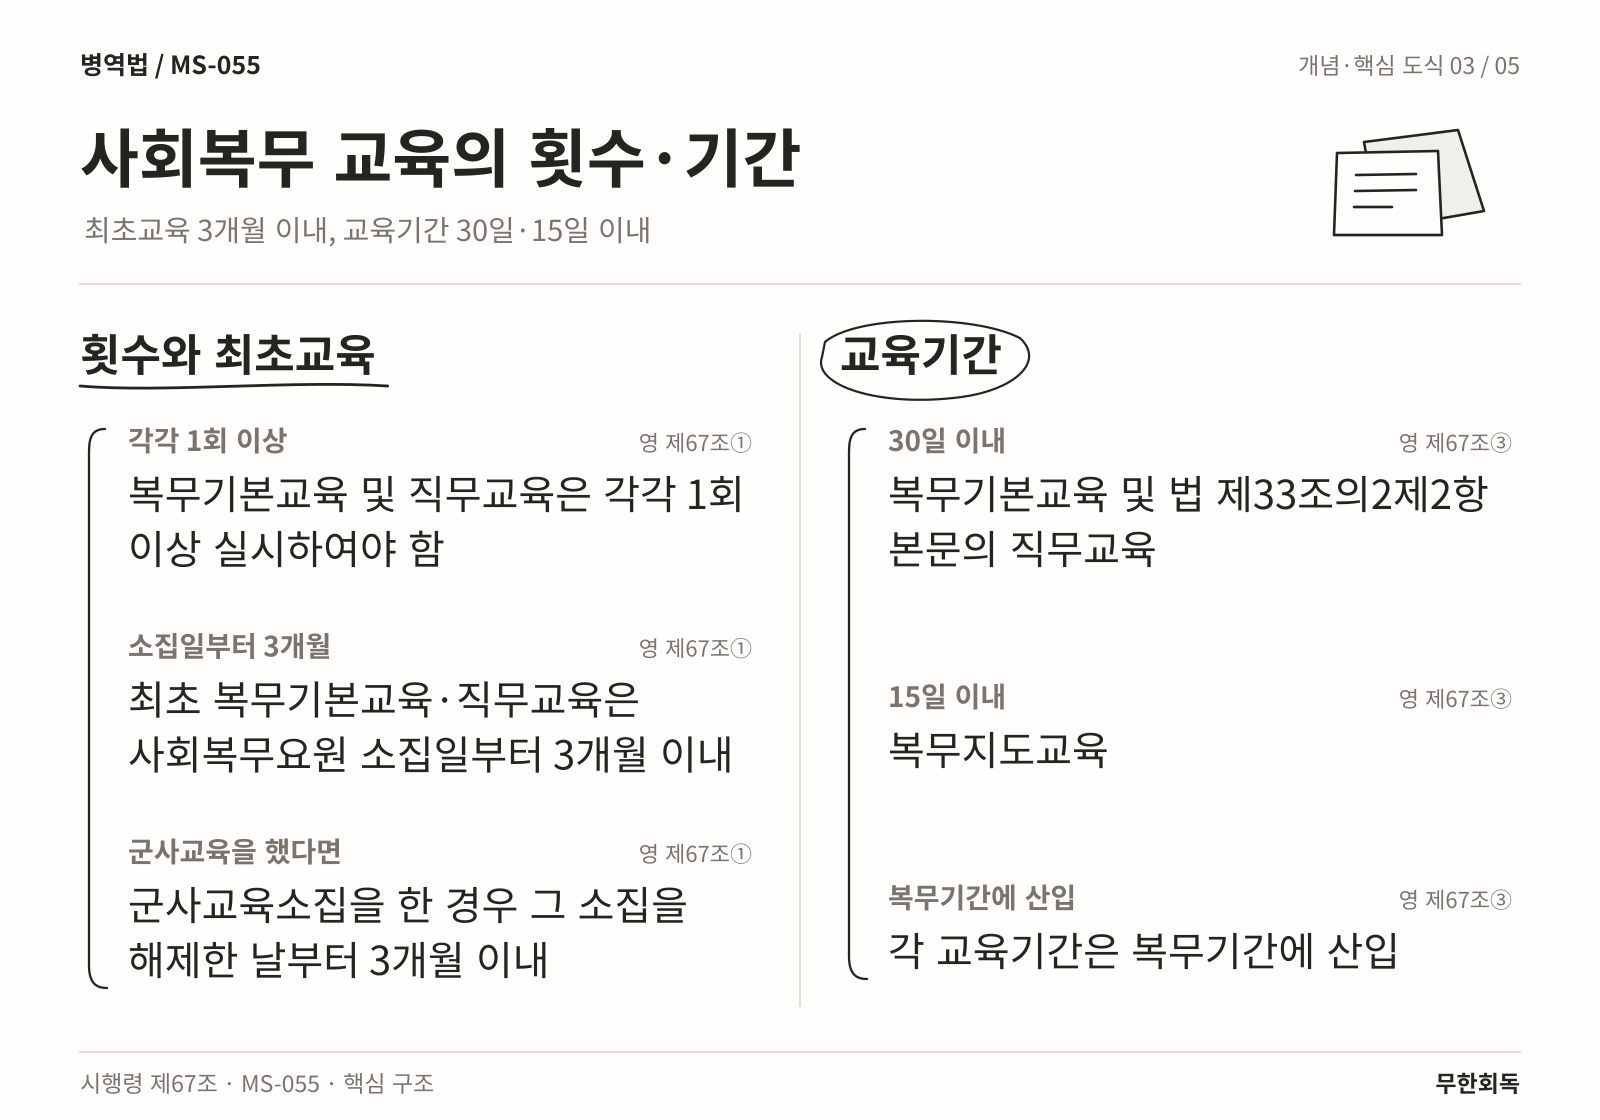 병역법 / MS-055
개념·핵심 도식 03 / 05
사회복무 교육의 횟수·기간
최초교육 3개월 이내, 교육기간 30일·15일 이내
횟수와 최초교육
각각 1회 이상
영 제67조①
복무기본교육 및 직무교육은 각각 1회
이상 실시하여야 함
소집일부터 3개월
영 제67조①
최초 복무기본교육·직무교육은
사회복무요원 소집일부터 3개월 이내
군사교육을 했다면
영 제67조①
군사교육소집을 한 경우 그 소집을
해제한 날부터 3개월 이내
교육기간
30일 이내
영 제67조③
복무기본교육 및 법 제33조의2제2항
본문의 직무교육
15일 이내
영 제67조③
복무지도교육
복무기간에 산입
영 제67조③
각 교육기간은 복무기간에 산입
시행령 제67조 · MS-055 · 핵심 구조
무한회독